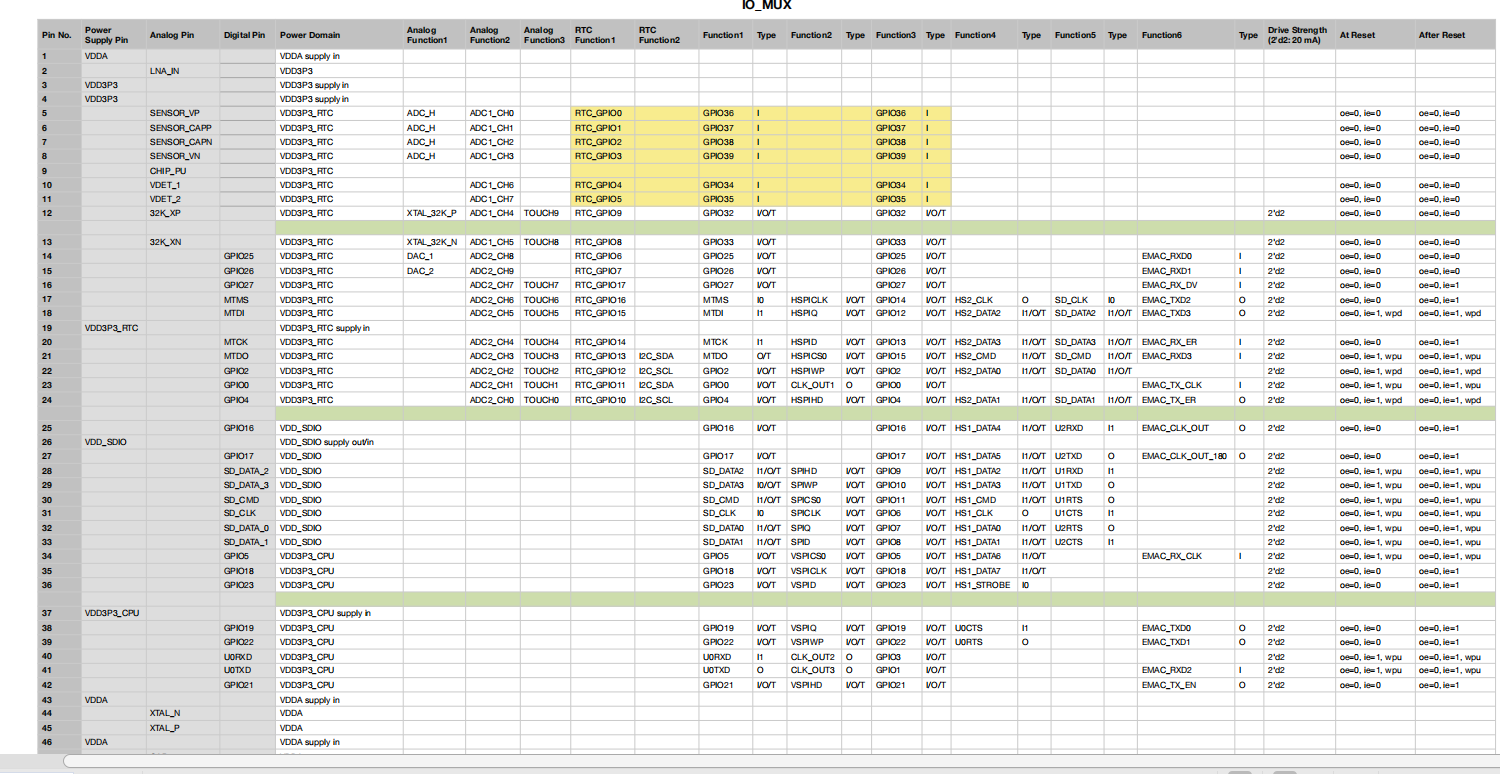 IO_MUX
Pin No. Power Supply Pin Analog Pin Digital Pin Power Domain Analog Function1 Analog Function2 Analog Function3 RTC Function1 RTC Function2 Function1 Type Function2 Type Function3 Type Function4 Type Function5 Type Function6 Type Drive Strength (2'd2: 20 mA) At Reset After Reset
1 VDDA VDDA supply in
2 LNA_IN VDD3P3
3 VDD3P3 VDD3P3 supply in
4 VDD3P3 VDD3P3 supply in
5 SENSOR_VP VDD3P3_RTC ADC_H ADC1_CH0 RTC_GPIO0 GPIO36 I GPIO36 I oe=0, ie=0 oe=0, ie=0
6 SENSOR_CAPP VDD3P3_RTC ADC_H ADC1_CH1 RTC_GPIO1 GPIO37 I GPIO37 I oe=0, ie=0 oe=0, ie=0
7 SENSOR_CAPN VDD3P3_RTC ADC_H ADC1_CH2 RTC_GPIO2 GPIO38 I GPIO38 I oe=0, ie=0 oe=0, ie=0
8 SENSOR_VN VDD3P3_RTC ADC_H ADC1_CH3 RTC_GPIO3 GPIO39 I GPIO39 I oe=0, ie=0 oe=0, ie=0
9 CHIP_PU VDD3P3_RTC
10 VDET_1 VDD3P3_RTC ADC1_CH6 RTC_GPIO4 GPIO34 I GPIO34 I oe=0, ie=0 oe=0, ie=0
11 VDET_2 VDD3P3_RTC ADC1_CH7 RTC_GPIO5 GPIO35 I GPIO35 I oe=0, ie=0 oe=0, ie=0
12 32K_XP VDD3P3_RTC XTAL_32K_P ADC1_CH4 TOUCH9 RTC_GPIO9 GPIO32 I/O/T GPIO32 I/O/T 2'd2 oe=0, ie=0 oe=0, ie=0
13 32K_XN VDD3P3_RTC XTAL_32K_N ADC1_CH5 TOUCH8 RTC_GPIO8 GPIO33 I/O/T GPIO33 I/O/T 2'd2 oe=0, ie=0 oe=0, ie=0
14 GPIO25 VDD3P3_RTC DAC_1 ADC2_CH8 RTC_GPIO6 GPIO25 I/O/T GPIO25 I/O/T EMAC_RXD0 I 2'd2 oe=0, ie=0 oe=0, ie=0
15 GPIO26 VDD3P3_RTC DAC_2 ADC2_CH9 RTC_GPIO7 GPIO26 I/O/T GPIO26 I/O/T EMAC_RXD1 I 2'd2 oe=0, ie=0 oe=0, ie=0
16 GPIO27 VDD3P3_RTC ADC2_CH7 TOUCH7 RTC_GPIO17 GPIO27 I/O/T GPIO27 I/O/T EMAC_RX_DV I 2'd2 oe=0, ie=0 oe=0, ie=1
17 MTMS VDD3P3_RTC ADC2_CH6 TOUCH6 RTC_GPIO16 MTMS I0 HSPICLK I/O/T GPIO14 I/O/T HS2_CLK O SD_CLK I0 EMAC_TXD2 O 2'd2 oe=0, ie=0 oe=0, ie=1
18 MTDI VDD3P3_RTC ADC2_CH5 TOUCH5 RTC_GPIO15 MTDI I1 HSPIQ I/O/T GPIO12 I/O/T HS2_DATA2 I1/O/T SD_DATA2 I1/O/T EMAC_TXD3 O 2'd2 oe=0, ie=1, wpd oe=0, ie=1, wpd
19 VDD3P3_RTC VDD3P3_RTC supply in
20 MTCK VDD3P3_RTC ADC2_CH4 TOUCH4 RTC_GPIO14 MTCK I1 HSPID I/O/T GPIO13 I/O/T HS2_DATA3 I1/O/T SD_DATA3 I1/O/T EMAC_RX_ER I 2'd2 oe=0, ie=0 oe=0, ie=1
21 MTDO VDD3P3_RTC ADC2_CH3 TOUCH3 RTC_GPIO13 I2C_SDA MTDO O/T HSPICS0 I/O/T GPIO15 I/O/T HS2_CMD I1/O/T SD_CMD I1/O/T EMAC_RXD3 I 2'd2 oe=0, ie=1, wpu oe=0, ie=1, wpu
22 GPIO2 VDD3P3_RTC ADC2_CH2 TOUCH2 RTC_GPIO12 I2C_SCL GPIO2 I/O/T HSPIWP I/O/T GPIO2 I/O/T HS2_DATA0 I1/O/T SD_DATA0 I1/O/T 2'd2 oe=0, ie=1, wpd oe=0, ie=1, wpd
23 GPIO0 VDD3P3_RTC ADC2_CH1 TOUCH1 RTC_GPIO11 I2C_SDA GPIO0 I/O/T CLK_OUT1 O GPIO0 I/O/T EMAC_TX_CLK I 2'd2 oe=0, ie=1, wpu oe=0, ie=1, wpu
24 GPIO4 VDD3P3_RTC ADC2_CH0 TOUCH0 RTC_GPIO10 I2C_SCL GPIO4 I/O/T HSPIHD I/O/T GPIO4 I/O/T HS2_DATA1 I1/O/T SD_DATA1 I1/O/T EMAC_TX_ER O 2'd2 oe=0, ie=1, wpd oe=0, ie=1, wpd
25 GPIO16 VDD_SDIO GPIO16 I/O/T GPIO16 I/O/T HS1_DATA4 I1/O/T U2RXD I1 EMAC_CLK_OUT O 2'd2 oe=0, ie=0 oe=0, ie=1
26 VDD_SDIO VDD_SDIO supply out/in
27 GPIO17 VDD_SDIO GPIO17 I/O/T GPIO17 I/O/T HS1_DATA5 I1/O/T U2TXD O EMAC_CLK_OUT_180 O 2'd2 oe=0, ie=0 oe=0, ie=1
28 SD_DATA_2 VDD_SDIO SD_DATA2 I1/O/T SPIHD I/O/T GPIO9 I/O/T HS1_DATA2 I1/O/T U1RXD I1 2'd2 oe=0, ie=1, wpu oe=0, ie=1, wpu
29 SD_DATA_3 VDD_SDIO SD_DATA3 I0/O/T SPIWP I/O/T GPIO10 I/O/T HS1_DATA3 I1/O/T U1TXD O 2'd2 oe=0, ie=1, wpu oe=0, ie=1, wpu
30 SD_CMD VDD_SDIO SD_CMD I1/O/T SPICS0 I/O/T GPIO11 I/O/T HS1_CMD I1/O/T U1RTS O 2'd2 oe=0, ie=1, wpu oe=0, ie=1, wpu
31 SD_CLK VDD_SDIO SD_CLK I0 SPICLK I/O/T GPIO6 I/O/T HS1_CLK O U1CTS I1 2'd2 oe=0, ie=1, wpu oe=0, ie=1, wpu
32 SD_DATA_0 VDD_SDIO SD_DATA0 I1/O/T SPIQ I/O/T GPIO7 I/O/T HS1_DATA0 I1/O/T U2RTS O 2'd2 oe=0, ie=1, wpu oe=0, ie=1, wpu
33 SD_DATA_1 VDD_SDIO SD_DATA1 I1/O/T SPID I/O/T GPIO8 I/O/T HS1_DATA1 I1/O/T U2CTS I1 2'd2 oe=0, ie=1, wpu oe=0, ie=1, wpu
34 GPIO5 VDD3P3_CPU GPIO5 I/O/T VSPICS0 I/O/T GPIO5 I/O/T HS1_DATA6 I1/O/T EMAC_RX_CLK I 2'd2 oe=0, ie=1, wpu oe=0, ie=1, wpu
35 GPIO18 VDD3P3_CPU GPIO18 I/O/T VSPICLK I/O/T GPIO18 I/O/T HS1_DATA7 I1/O/T 2'd2 oe=0, ie=0 oe=0, ie=1
36 GPIO23 VDD3P3_CPU GPIO23 I/O/T VSPID I/O/T GPIO23 I/O/T HS1_STROBE I0 2'd2 oe=0, ie=0 oe=0, ie=1
37 VDD3P3_CPU VDD3P3_CPU supply in
38 GPIO19 VDD3P3_CPU GPIO19 I/O/T VSPIQ I/O/T GPIO19 I/O/T U0CTS I1 EMAC_TXD0 O 2'd2 oe=0, ie=0 oe=0, ie=1
39 GPIO22 VDD3P3_CPU GPIO22 I/O/T VSPIWP I/O/T GPIO22 I/O/T U0RTS O EMAC_TXD1 O 2'd2 oe=0, ie=0 oe=0, ie=1
40 U0RXD VDD3P3_CPU U0RXD I1 CLK_OUT2 O GPIO3 I/O/T 2'd2 oe=0, ie=1, wpu oe=0, ie=1, wpu
41 U0TXD VDD3P3_CPU U0TXD O CLK_OUT3 O GPIO1 I/O/T EMAC_RXD2 I 2'd2 oe=0, ie=1, wpu oe=0, ie=1, wpu
42 GPIO21 VDD3P3_CPU GPIO21 I/O/T VSPIHD I/O/T GPIO21 I/O/T EMAC_TX_EN O 2'd2 oe=0, ie=0 oe=0, ie=1
43 VDDA VDDA supply in
44 XTAL_N VDDA
45 XTAL_P VDDA
46 VDDA VDDA supply in